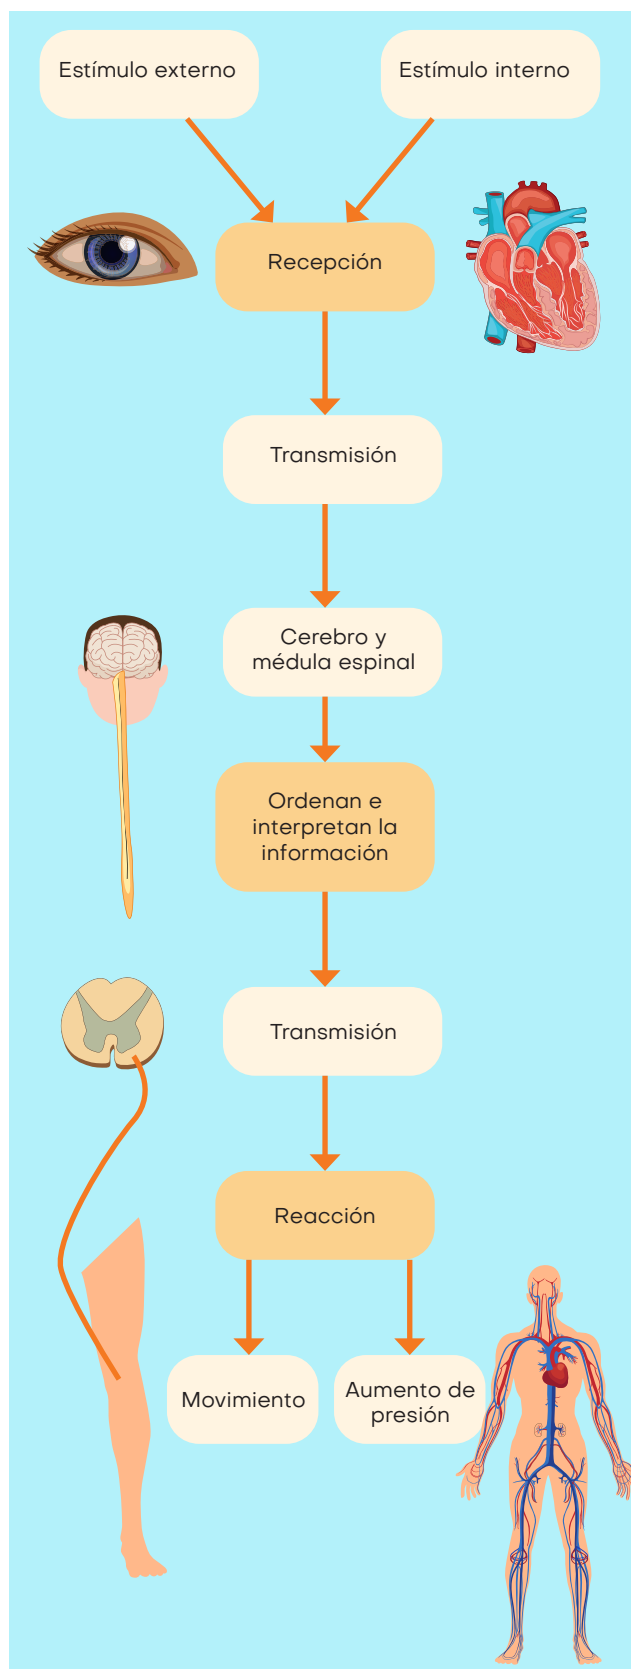 Estímulo externo
Estímulo interno
Recepción
Transmisión
Cerebro y
médula espinal
Ordenan e
interpretan la
información
Transmisión
Reacción
Movimiento
Aumento de
presión